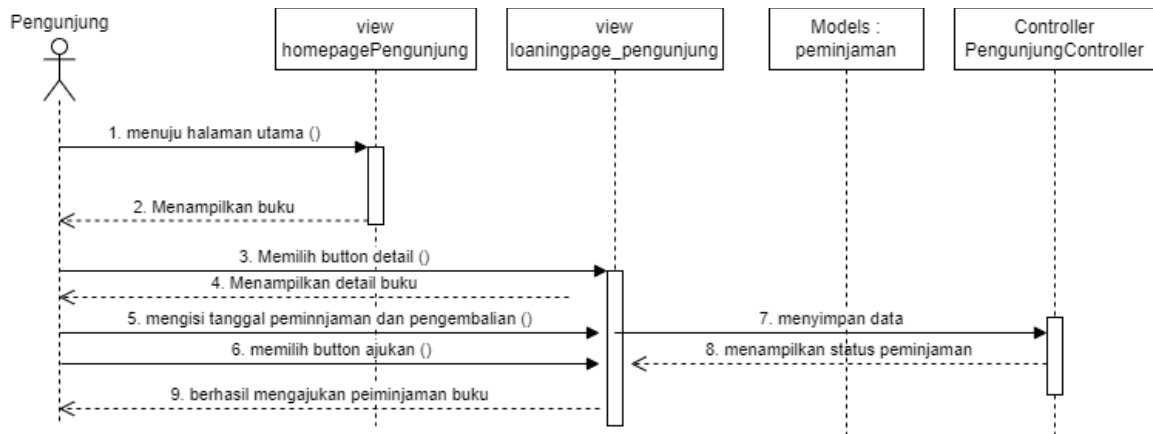 Pengunjung
view
homepagePengunjung
view
loaningpage_pengunjung
Models :
peminjaman
Controller
PengunjungController
1. menuju halaman utama ()
2. Menampilkan buku
3. Memilih button detail ()
4. Menampilkan detail buku
5. mengisi tanggal peminnjaman dan pengembalian ()
7. menyimpan data
6. memilih button ajukan ()
8. menampilkan status peminjaman
9. berhasil mengajukan peiminjaman buku